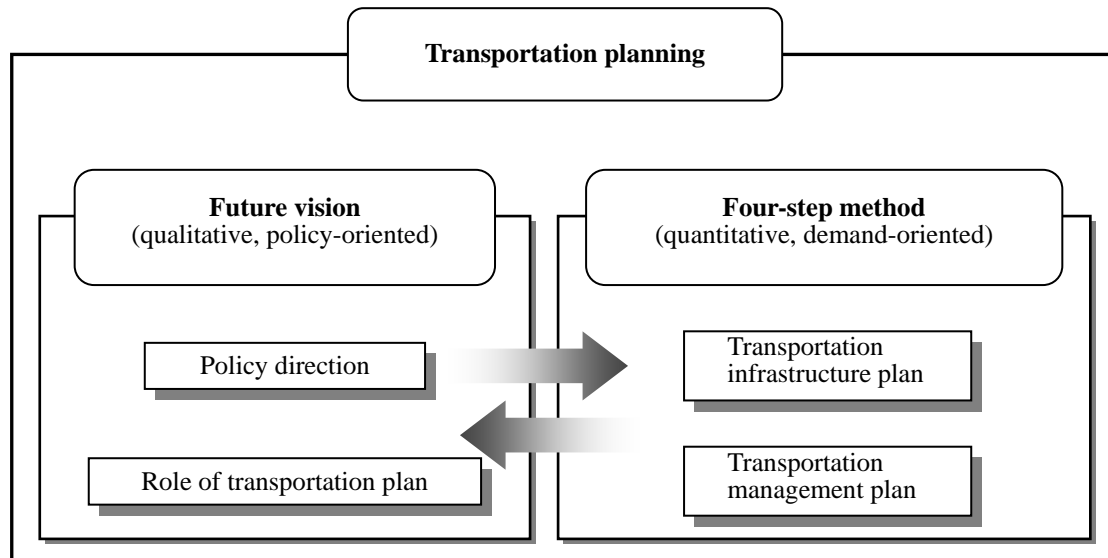 Transportation planning
Future vision
(qualitative, policy-oriented)
Policy direction
Role of transportation plan
Four-step method
(quantitative, demand-oriented)
Transportation
infrastructure plan
Transportation
management plan